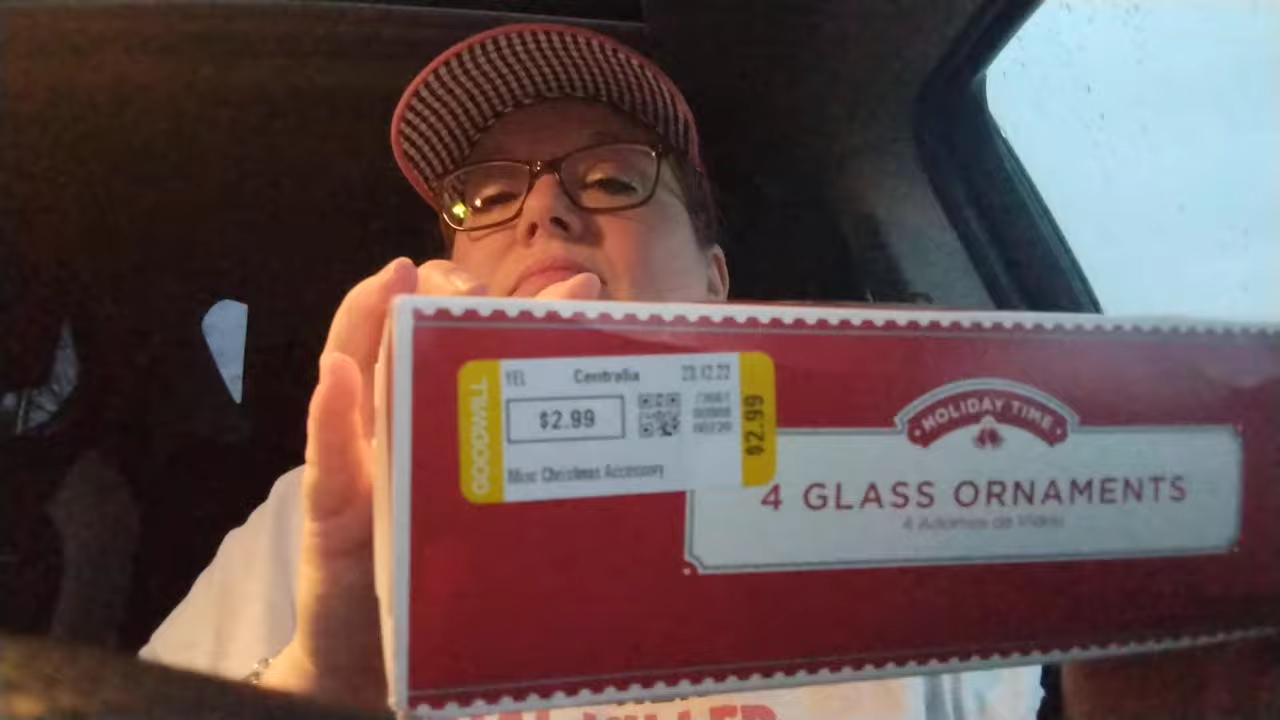 GOODWILL
YEL Centralia 23.12.22
$2.99
$2.99
Misc Christmas Accessory
HOLIDAY TIME
4 GLASS ORNAMENTS
4 Adornos de Vidrio